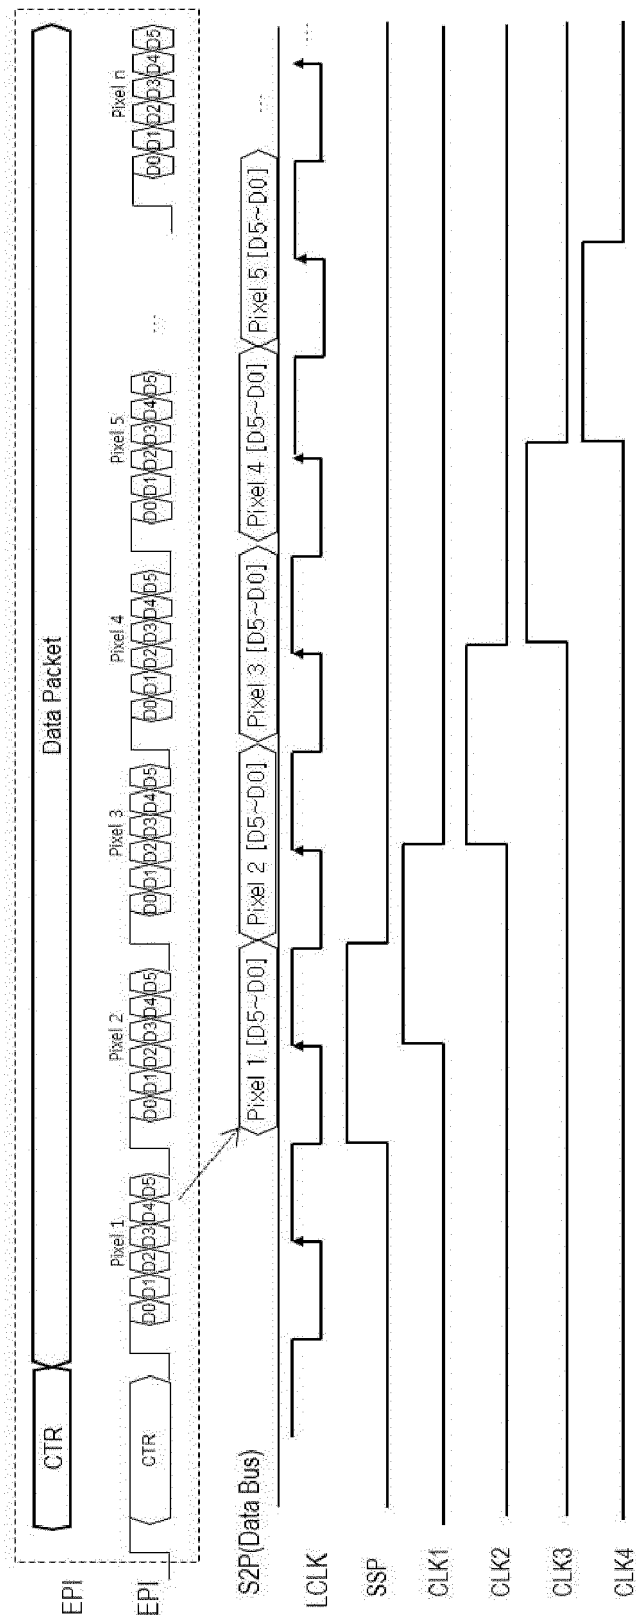 EPI CTR Data Packet
Pixel 1 Pixel 2 Pixel 3 Pixel 4 Pixel 5 Pixel n
EPI CTR D0 D1 D2 D3 D4 D5 D0 D1 D2 D3 D4 D5 D0 D1 D2 D3 D4 D5 D0 D1 D2 D3 D4 D5 D0 D1 D2 D3 D4 D5 ... D0 D1 D2 D3 D4 D5
S2P(Data Bus) Pixel 1 [D5~D0] Pixel 2 [D5~D0] Pixel 3 [D5~D0] Pixel 4 [D5~D0] Pixel 5 [D5~D0] ...
LCLK ...
SSP
CLK1
CLK2
CLK3
CLK4